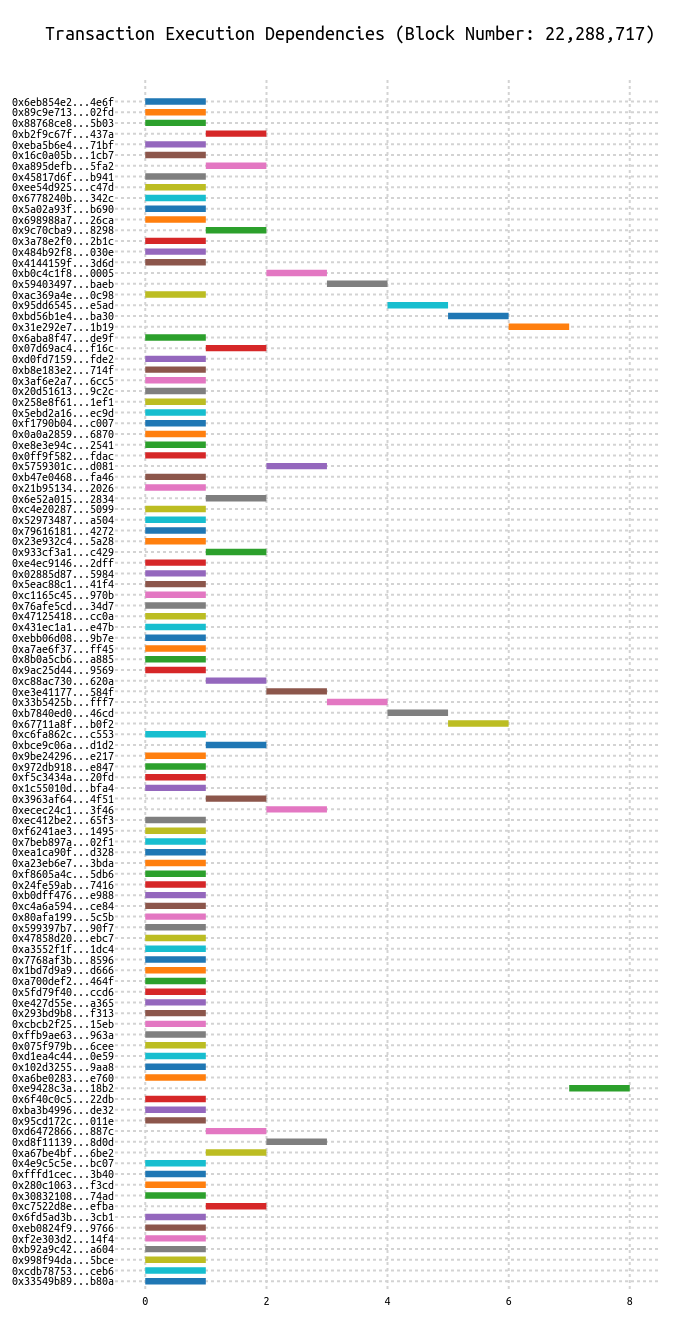 Transaction Execution Dependencies (Block Number: 22,288,717)
0x6eb854e2...4e6f
0x89c9e713...02fd
0x88768ce8...5b03
0xb2f9c67f...437a
0xeba5b6e4...71bf
0x16c0a05b...1cb7
0xa895defb...5fa2
0x45817d6f...b941
0xee54d925...c47d
0x6778240b...342c
0x5a02a93f...b690
0x698988a7...26ca
0x9c70cba9...8298
0x3a78e2f0...2b1c
0x484b92f8...030e
0x4144159f...3d6d
0xb0c4c1f8...0005
0x59403497...baeb
0xac369a4e...0c98
0x95dd6545...e5ad
0xbd56b1e4...ba30
0x31e292e7...1b19
0x6aba8f47...de9f
0x07d69ac4...f16c
0xd0fd7159...fde2
0xb8e183e2...714f
0x3af6e2a7...6cc5
0x20d51613...9c2c
0x258e8f61...1ef1
0x5ebd2a16...ec9d
0xf1790b04...c007
0x0a0a2859...6870
0xe8e3e94c...2541
0x0ff9f582...fdac
0x5759301c...d081
0xb47e0468...fa46
0x21b95134...2026
0x6e52a015...2834
0xc4e20287...5099
0x52973487...a504
0x79616181...4272
0x23e932c4...5a28
0x933cf3a1...c429
0xe4ec9146...2dff
0x02885d87...5984
0x5eac88c1...41f4
0xc1165c45...970b
0x76afe5cd...34d7
0x47125418...cc0a
0x431ec1a1...e47b
0xebb06d08...9b7e
0xa7ae6f37...ff45
0x8b0a5cb6...a885
0x9ac25d44...9569
0xc88ac730...620a
0xe3e41177...584f
0x33b5425b...fff7
0xb7840ed0...46cd
0x67711a8f...b0f2
0xc6fa862c...c553
0xbce9c06a...d1d2
0x9be24296...e217
0x972db918...e847
0xf5c3434a...20fd
0x1c55010d...bfa4
0x3963af64...4f51
0xecec24c1...3f46
0xec412be2...65f3
0xf6241ae3...1495
0x7beb897a...02f1
0xea1ca90f...d328
0xa23eb6e7...3bda
0xf8605a4c...5db6
0x24fe59ab...7416
0xb0dff476...e988
0xc4a6a594...ce84
0x80afa199...5c5b
0x599397b7...90f7
0x47858d20...ebc7
0xa3552f1f...1dc4
0x7768af3b...8596
0x1bd7d9a9...d666
0xa700def2...464f
0x5fd79f40...ccd6
0xe427d55e...a365
0x293bd9b8...f313
0xcbcb2f25...15eb
0xffb9ae63...963a
0x075f979b...6cee
0xd1ea4c44...0e59
0x102d3255...9aa8
0xa6be0283...e760
0xe9428c3a...18b2
0x6f40c0c5...22db
0xba3b4996...de32
0x95cd172c...011e
0xd6472866...887c
0xd8f11139...8d0d
0xa67be4bf...6be2
0x4e9c5c5e...bc07
0xfffd1cec...3b40
0x280c1063...f3cd
0x30832108...74ad
0xc7522d8e...efba
0x6fd5ad3b...3cb1
0xeb0824f9...9766
0xf2e303d2...14f4
0xb92a9c42...a604
0x998f94da...5bce
0xcdb78753...ceb6
0x33549b89...b80a
0 2 4 6 8